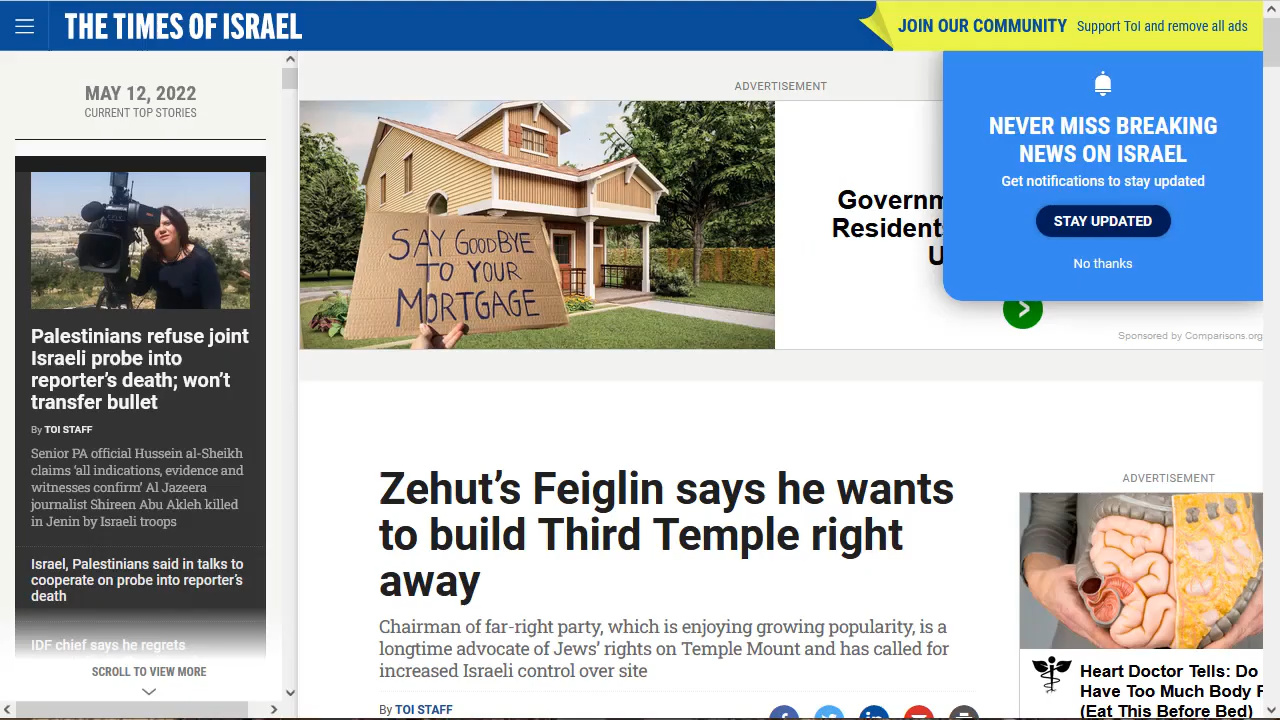 THE TIMES OF ISRAEL
JOIN OUR COMMUNITY Support ToI and remove all ads
MAY 12, 2022
CURRENT TOP STORIES
Palestinians refuse joint
Israeli probe into
reporter's death; won't
transfer bullet
By TOI STAFF
Senior PA official Hussein al-Sheikh
claims 'all indications, evidence and
witnesses confirm' Al Jazeera
journalist Shireen Abu Akleh killed
in Jenin by Israeli troops
Israel, Palestinians said in talks to
cooperate on probe into reporter's
death
IDF chief says he regrets
SCROLL TO VIEW MORE
ADVERTISEMENT
SAY GOODBYE
TO YOUR
MORTGAGE
Governm
Resident
U
Sponsored by Comparisons.org
NEVER MISS BREAKING
NEWS ON ISRAEL
Get notifications to stay updated
STAY UPDATED
No thanks
Zehut's Feiglin says he wants
to build Third Temple right
away
Chairman of far-right party, which is enjoying growing popularity, is a
longtime advocate of Jews' rights on Temple Mount and has called for
increased Israeli control over site
By TOI STAFF
ADVERTISEMENT
Heart Doctor Tells: Do
Have Too Much Body F
(Eat This Before Bed)